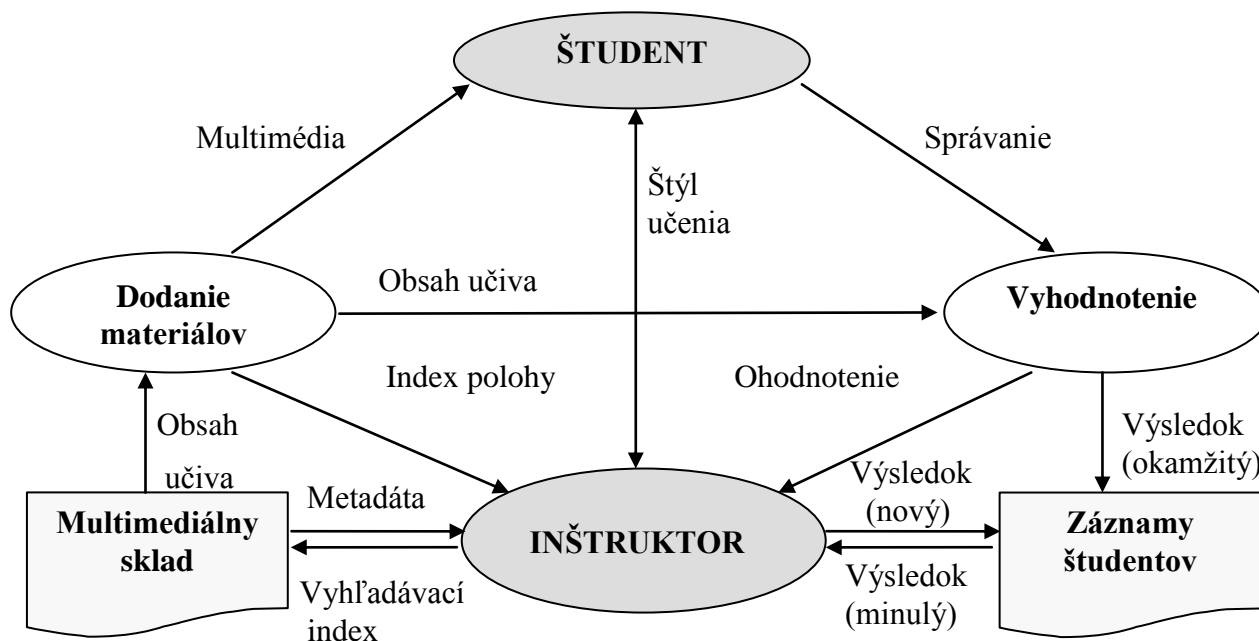 ŠTUDENT
Multimédia
Správanie
Štýl
učenia
Obsah učiva
Dodanie
materiálov
Vyhodnotenie
Index polohy
Ohodnotenie
Obsah
učiva
Výsledok
(okamžitý)
Multimediálny
sklad
Metadáta
INŠTRUKTOR
Výsledok
(nový)
Záznamy
študentov
Vyhľadávací
index
Výsledok
(minulý)